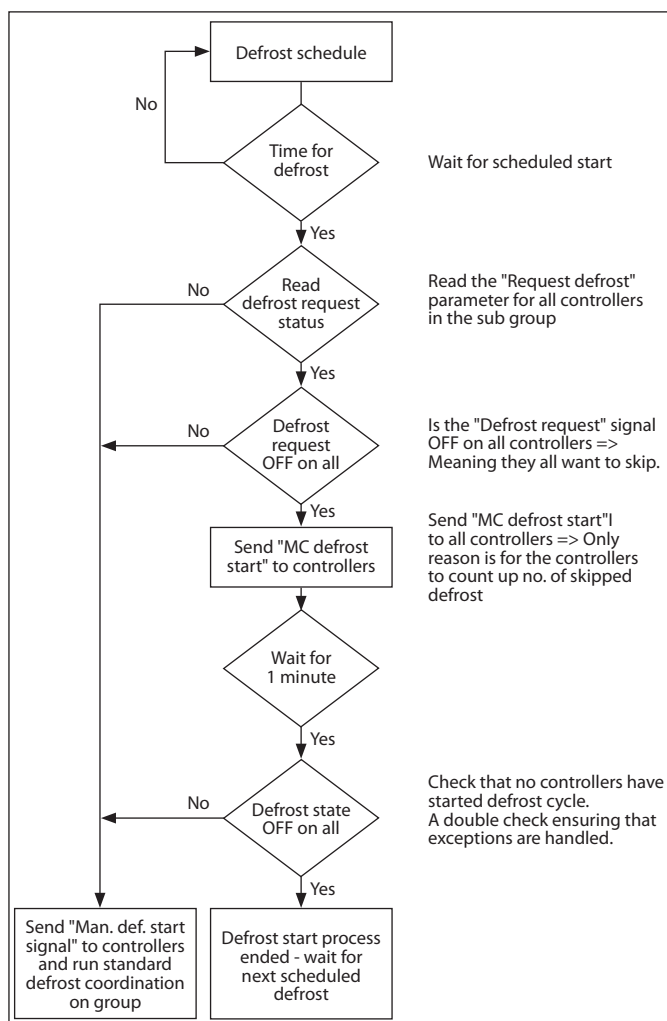 Defrost schedule
No
Time for
defrost
Wait for scheduled start
Yes
No
Read
defrost request
status
Read the "Request defrost"
parameter for all controllers
in the sub group
Yes
No
Defrost
request
OFF on all
Is the "Defrost request" signal
OFF on all controllers =>
Meaning they all want to skip.
Yes
Send "MC defrost
start" to controllers
Send "MC defrost start"l
to all controllers => Only
reason is for the controllers
to count up no. of skipped
defrost
Wait for
1 minute
Yes
No
Defrost state
OFF on all
Check that no controllers have
started defrost cycle.
A double check ensuring that
exceptions are handled.
Yes
Send "Man. def. start
signal" to controllers
and run standard
defrost coordination
on group
Defrost start process
ended - wait for
next scheduled
defrost